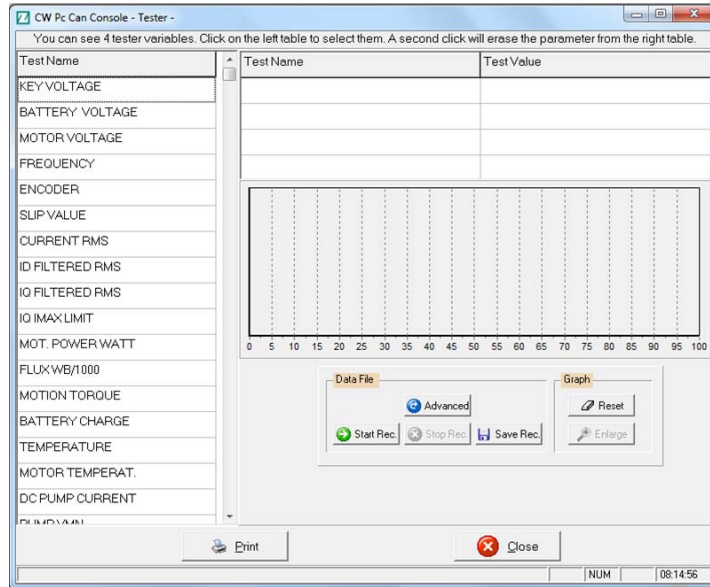 CW Pc Can Console - Tester -
You can see 4 tester variables. Click on the left table to select them. A second click will erase the parameter from the right table.
Test Name
Test Name Test Value
KEY VOLTAGE
BATTERY VOLTAGE
MOTOR VOLTAGE
FREQUENCY
ENCODER
SLIP VALUE
CURRENT RMS
ID FILTERED RMS
IQ FILTERED RMS
IQ IMAX LIMIT
MOT. POWER WATT
FLUX WB/1000
MOTION TORQUE
BATTERY CHARGE
TEMPERATURE
MOTOR TEMPERAT.
DC PUMP CURRENT
PUMP VMN
0 5 10 15 20 25 30 35 40 45 50 55 60 65 70 75 80 85 90 95 100
Data File
Advanced
Start Rec. Stop Rec. Save Rec.
Graph
Reset
Enlarge
Print
Close
NUM 08:14:56